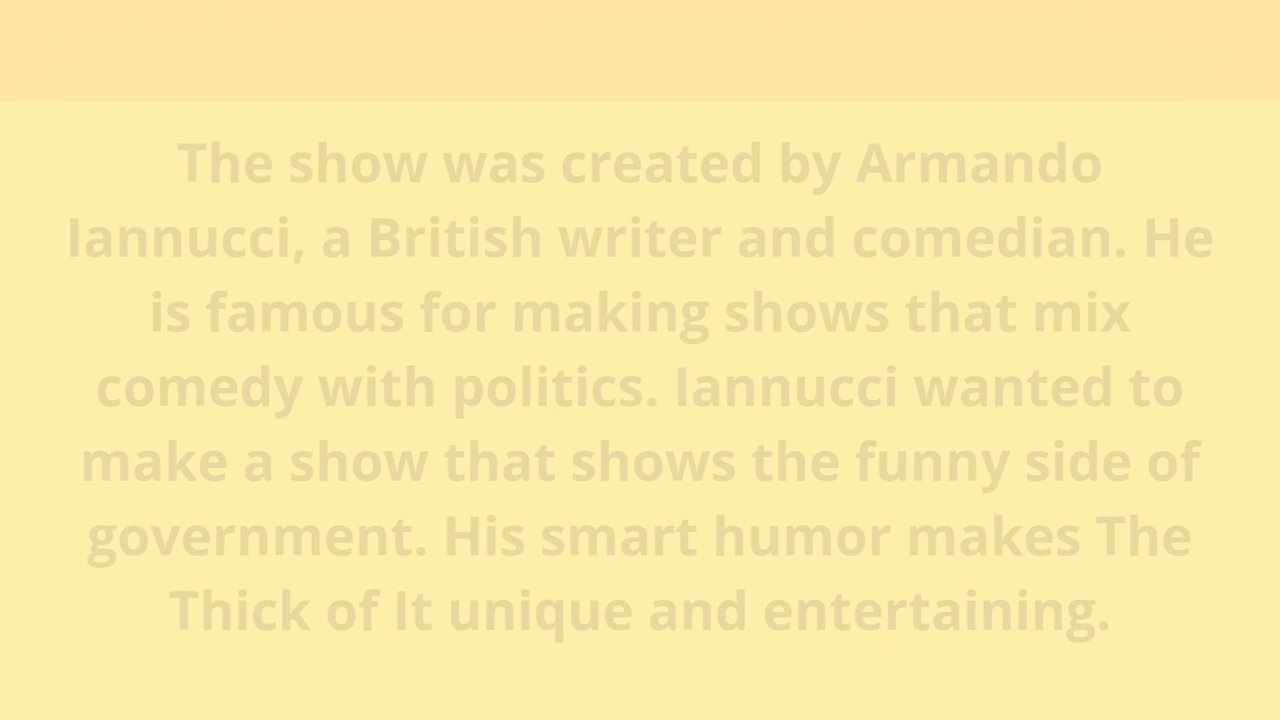 The show was created by Armando
Iannucci, a British writer and comedian. He
is famous for making shows that mix
comedy with politics. Iannucci wanted to
make a show that shows the funny side of
government. His smart humor makes The
Thick of It unique and entertaining.